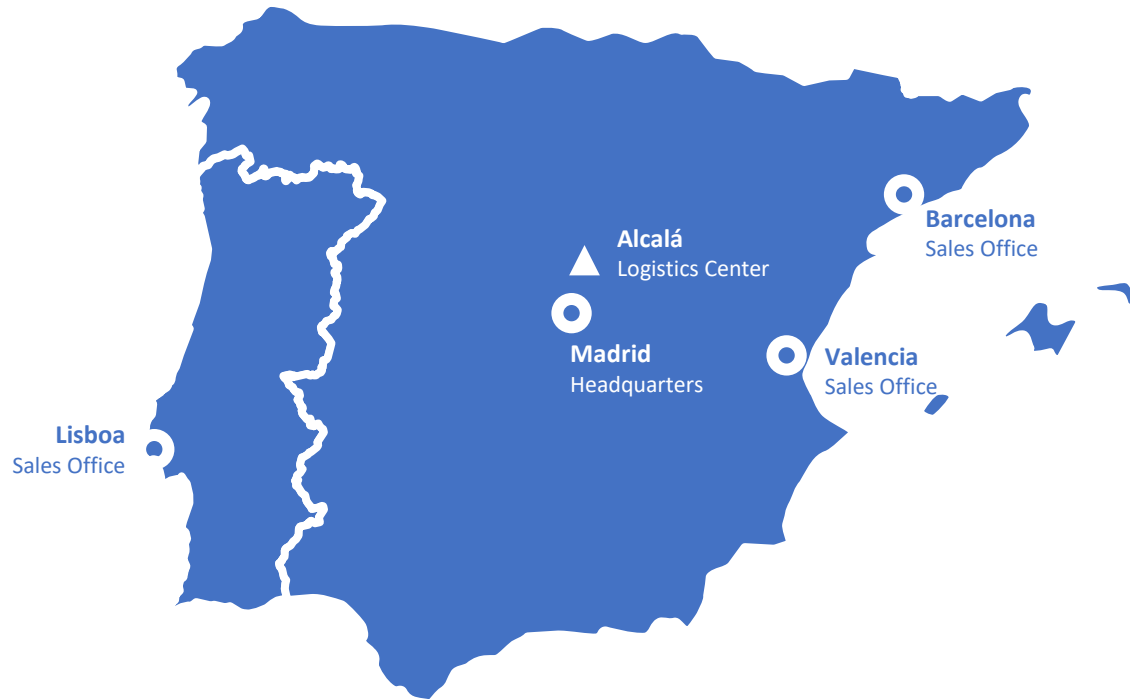 Alcalá
Logistics Center
Barcelona
Sales Office
Madrid
Headquarters
Valencia
Sales Office
Lisboa
Sales Office